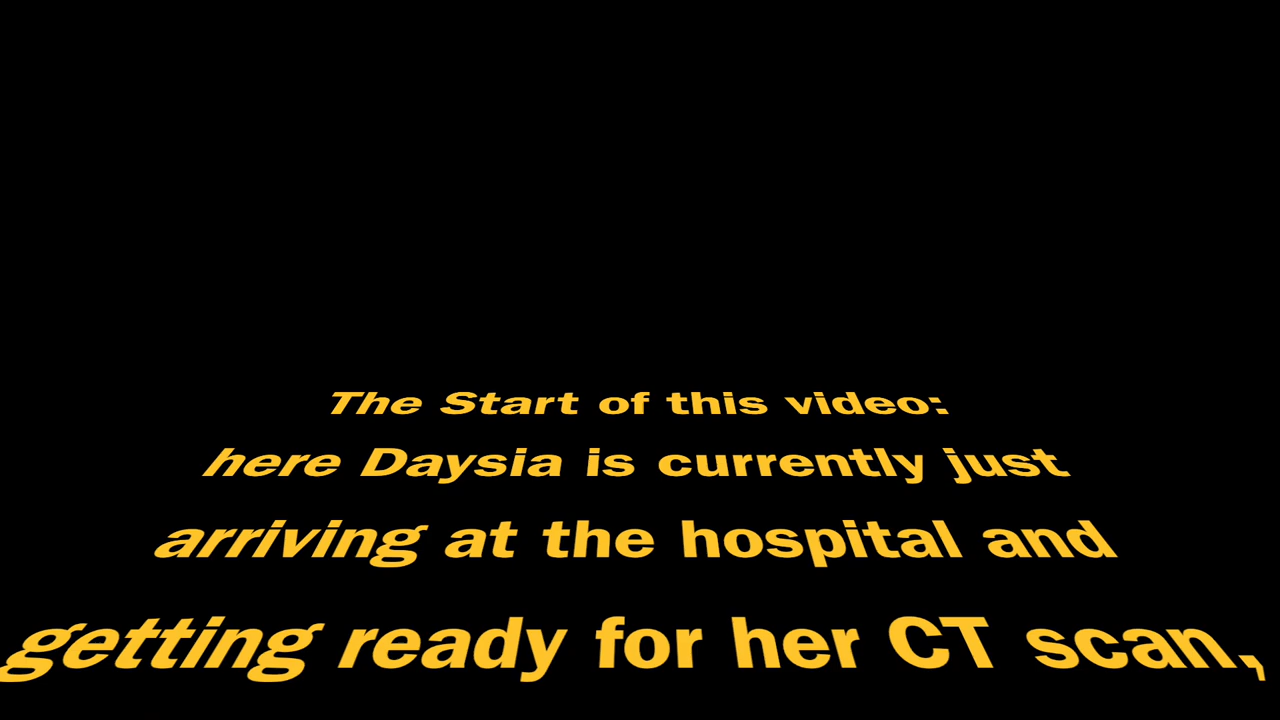 The Start of this video:
here Daysia is currently just
arriving at the hospital and
getting ready for her CT scan,